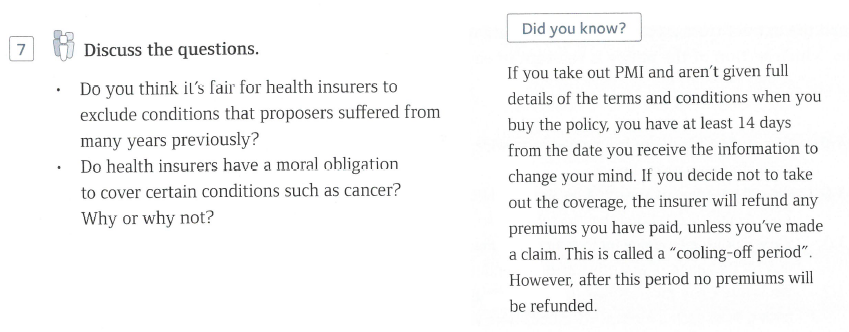 7 Discuss the questions.
• Do you think it's fair for health insurers to
exclude conditions that proposers suffered from
many years previously?
• Do health insurers have a moral obligation
to cover certain conditions such as cancer?
Why or why not?
Did you know?
If you take out PMI and aren't given full
details of the terms and conditions when you
buy the policy, you have at least 14 days
from the date you receive the information to
change your mind. If you decide not to take
out the coverage, the insurer will refund any
premiums you have paid, unless you've made
a claim. This is called a “cooling-off period”.
However, after this period no premiums will
be refunded.